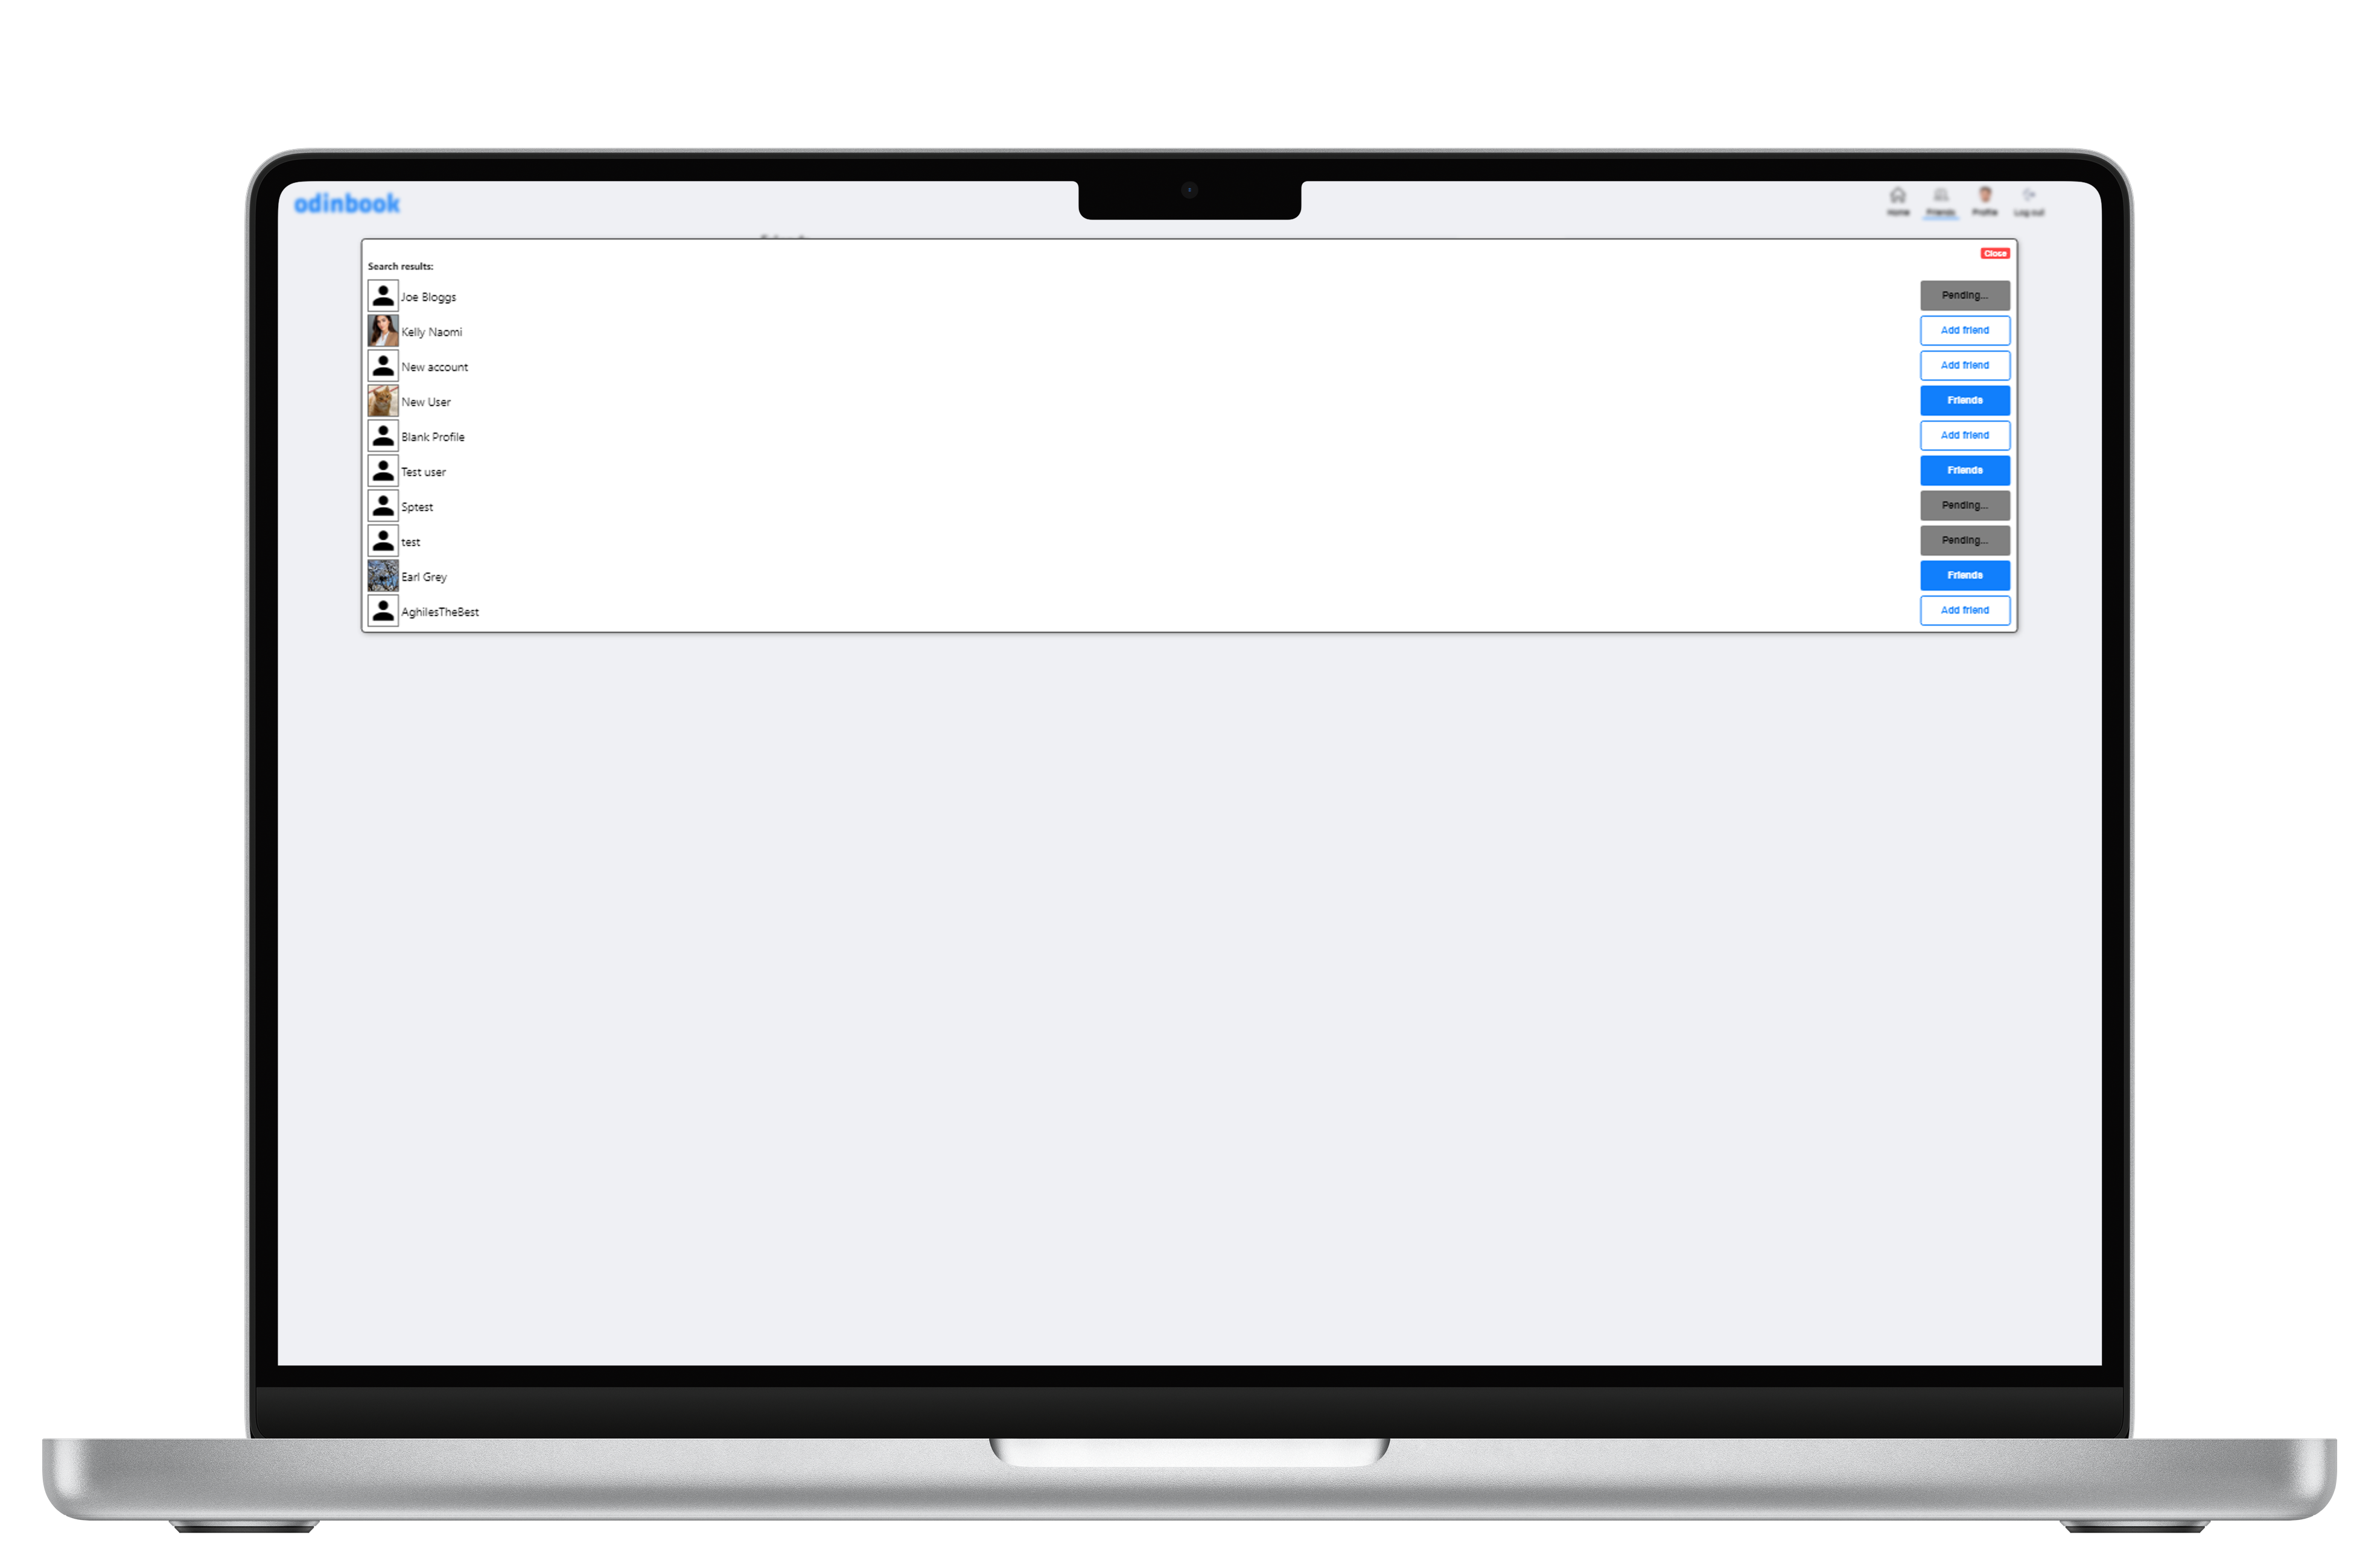 odinbook
Home Friends Profile Log out
Close
Search results:
Joe Bloggs Pending...
Kelly Naomi Add friend
New account Add friend
New User Friends
Blank Profile Add friend
Test user Friends
Sptest Pending...
test Pending...
Earl Grey Friends
AghilesTheBest Add friend